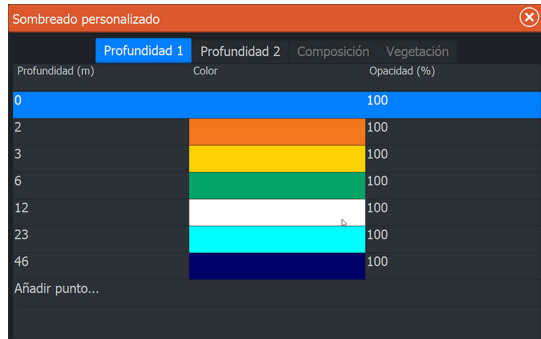 Sombreado personalizado
Profundidad 1 Profundidad 2 Composición Vegetación
Profundidad (m) Color Opacidad (%)
0 100
2 100
3 100
6 100
12 100
23 100
46 100
Añadir punto...